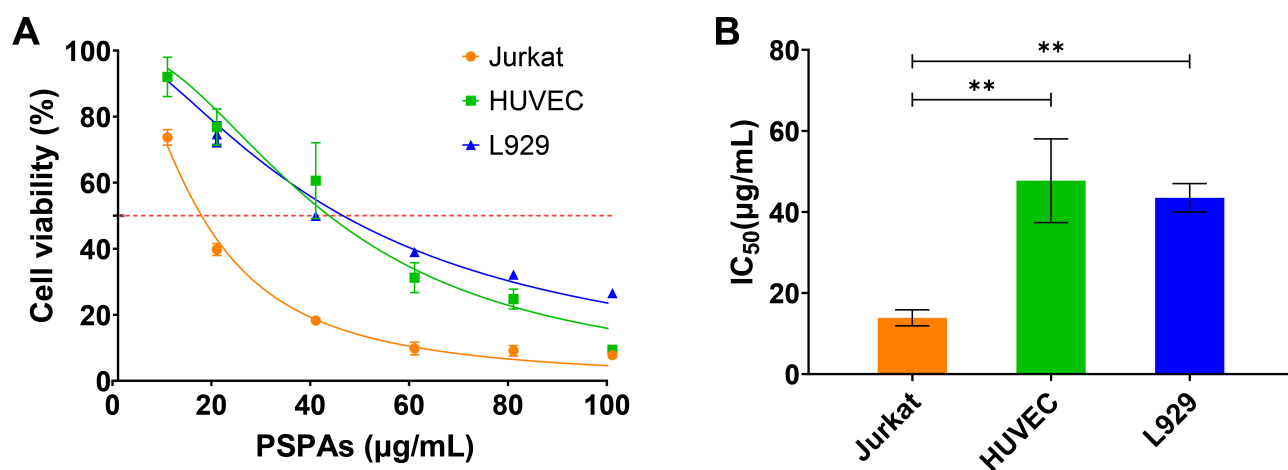 A
Cell viability (%)
100
80
60
40
20
0
0 20 40 60 80 100
PSPAs (μg/mL)
Jurkat
HUVEC
L929
B
IC50(μg/mL)
80
60
40
20
0
**
**
Jurkat
HUVEC
L929